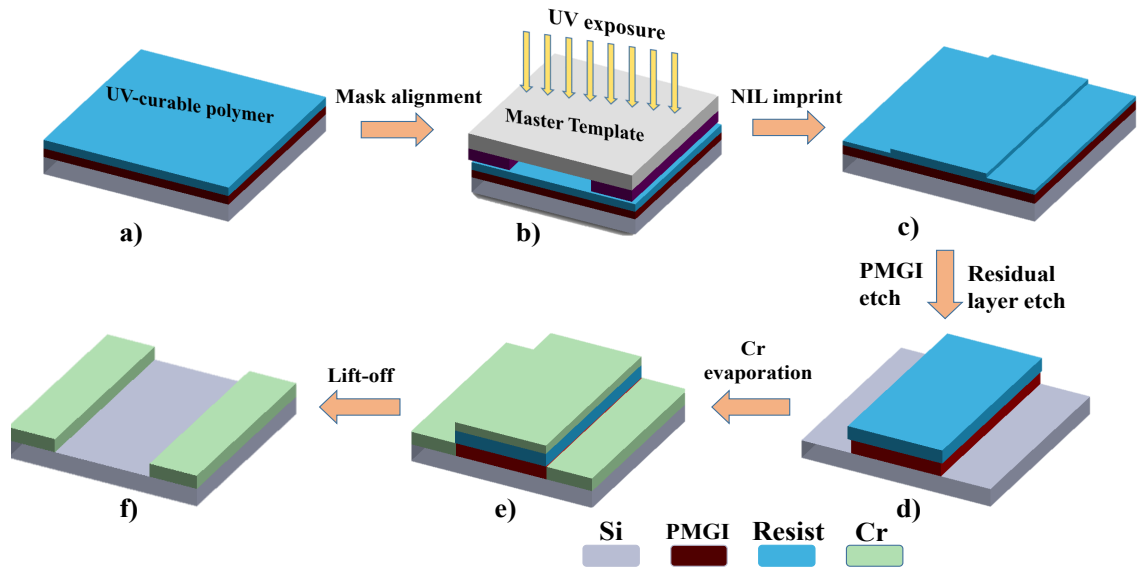 UV exposure
UV-curable polymer
Mask alignment
Master Template
NIL imprint
a)
b)
c)
PMGI
etch
Residual
layer etch
Cr
evaporation
Lift-off
f)
e)
d)
Si
PMGI
Resist
Cr